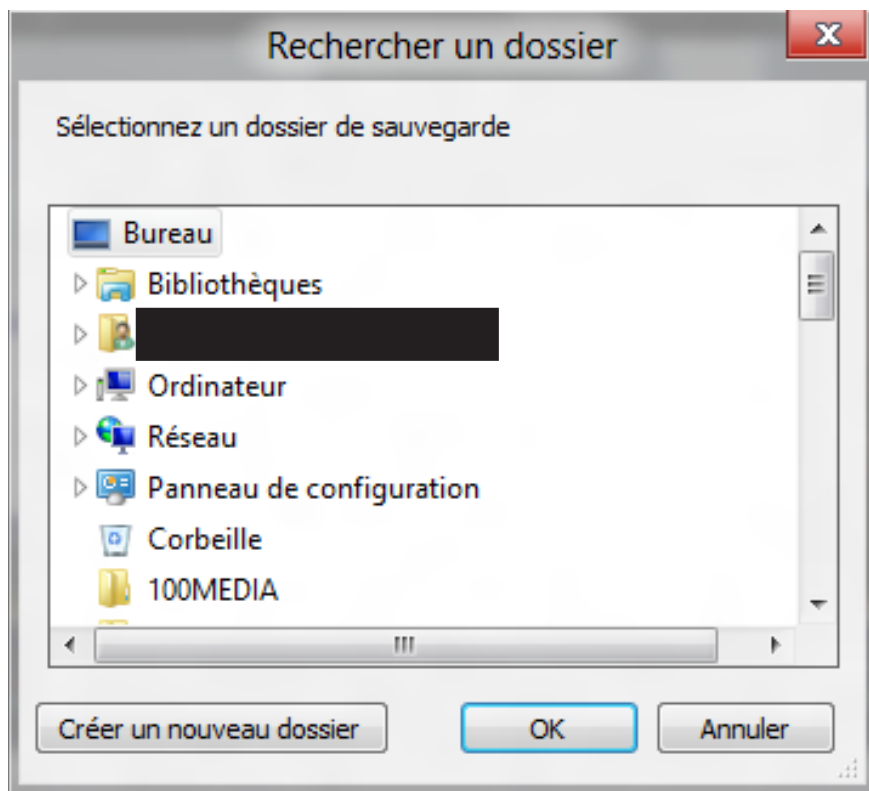 Rechercher un dossier
Sélectionnez un dossier de sauvegarde
Bureau
Bibliothèques
Ordinateur
Réseau
Panneau de configuration
Corbeille
100MEDIA
Créer un nouveau dossier
OK
Annuler